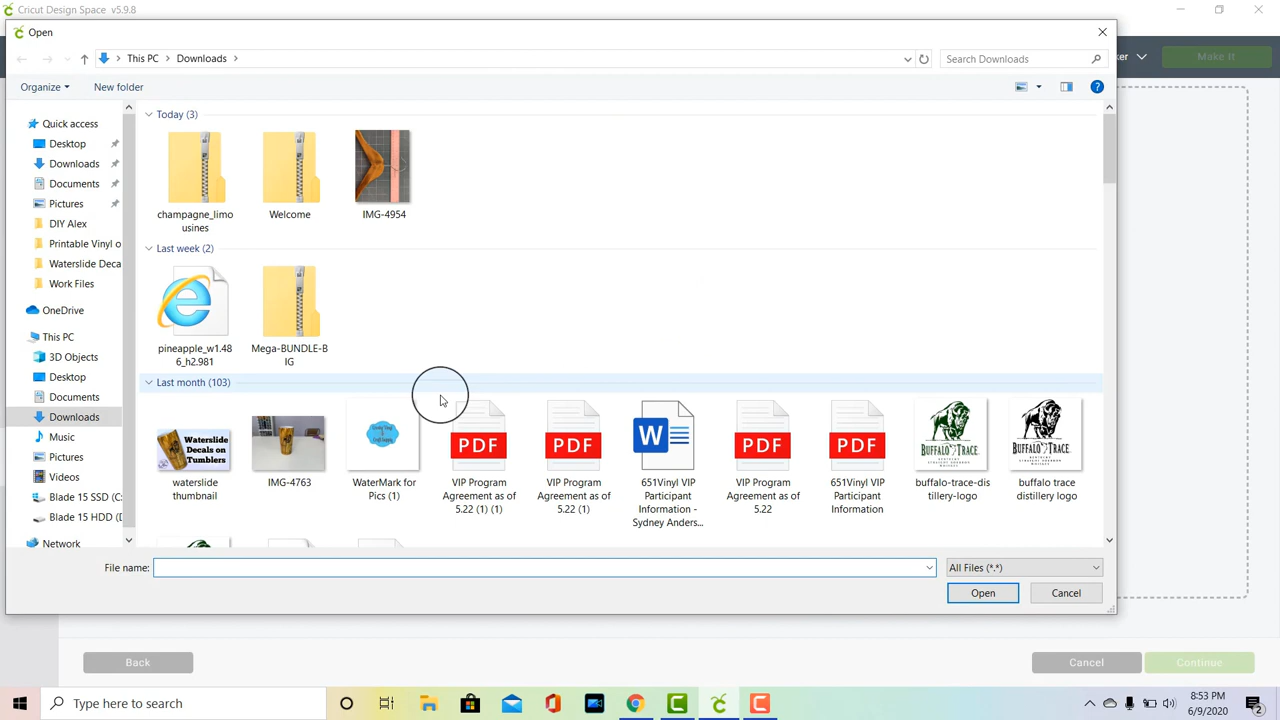 Cricut Design Space v5.9.8
Open
This PC
Downloads
Search Downloads
Make It
Organize
New folder
Quick access
Desktop
Downloads
Documents
Pictures
DIY Alex
Printable Vinyl o
Waterslide Deca
Work Files
OneDrive
This PC
3D Objects
Desktop
Documents
Downloads
Music
Pictures
Videos
Blade 15 SSD (C:
Blade 15 HDD (D
Network
Today (3)
champagne_limo
usines
Welcome
IMG-4954
Last week (2)
pineapple_w1.48
6_h2.981
Mega-BUNDLE-B
IG
Last month (103)
Waterslide
Decals on
Tumblers
PDF
PDF
W
PDF
PDF
BUFFALO TRACE
BUFFALO TRACE
waterslide
thumbnail
IMG-4763
WaterMark for
Pics (1)
VIP Program
Agreement as of
5.22 (1) (1)
VIP Program
Agreement as of
5.22 (1)
651Vinyl VIP
Participant
Information -
Sydney Anders...
VIP Program
Agreement as of
5.22
651Vinyl VIP
Participant
Information
buffalo-trace-dis
tillery-logo
buffalo trace
distillery logo
File name:
All Files (*.*)
Open
Cancel
Back
Cancel
Continue
Type here to search
8:53 PM
6/9/2020
2